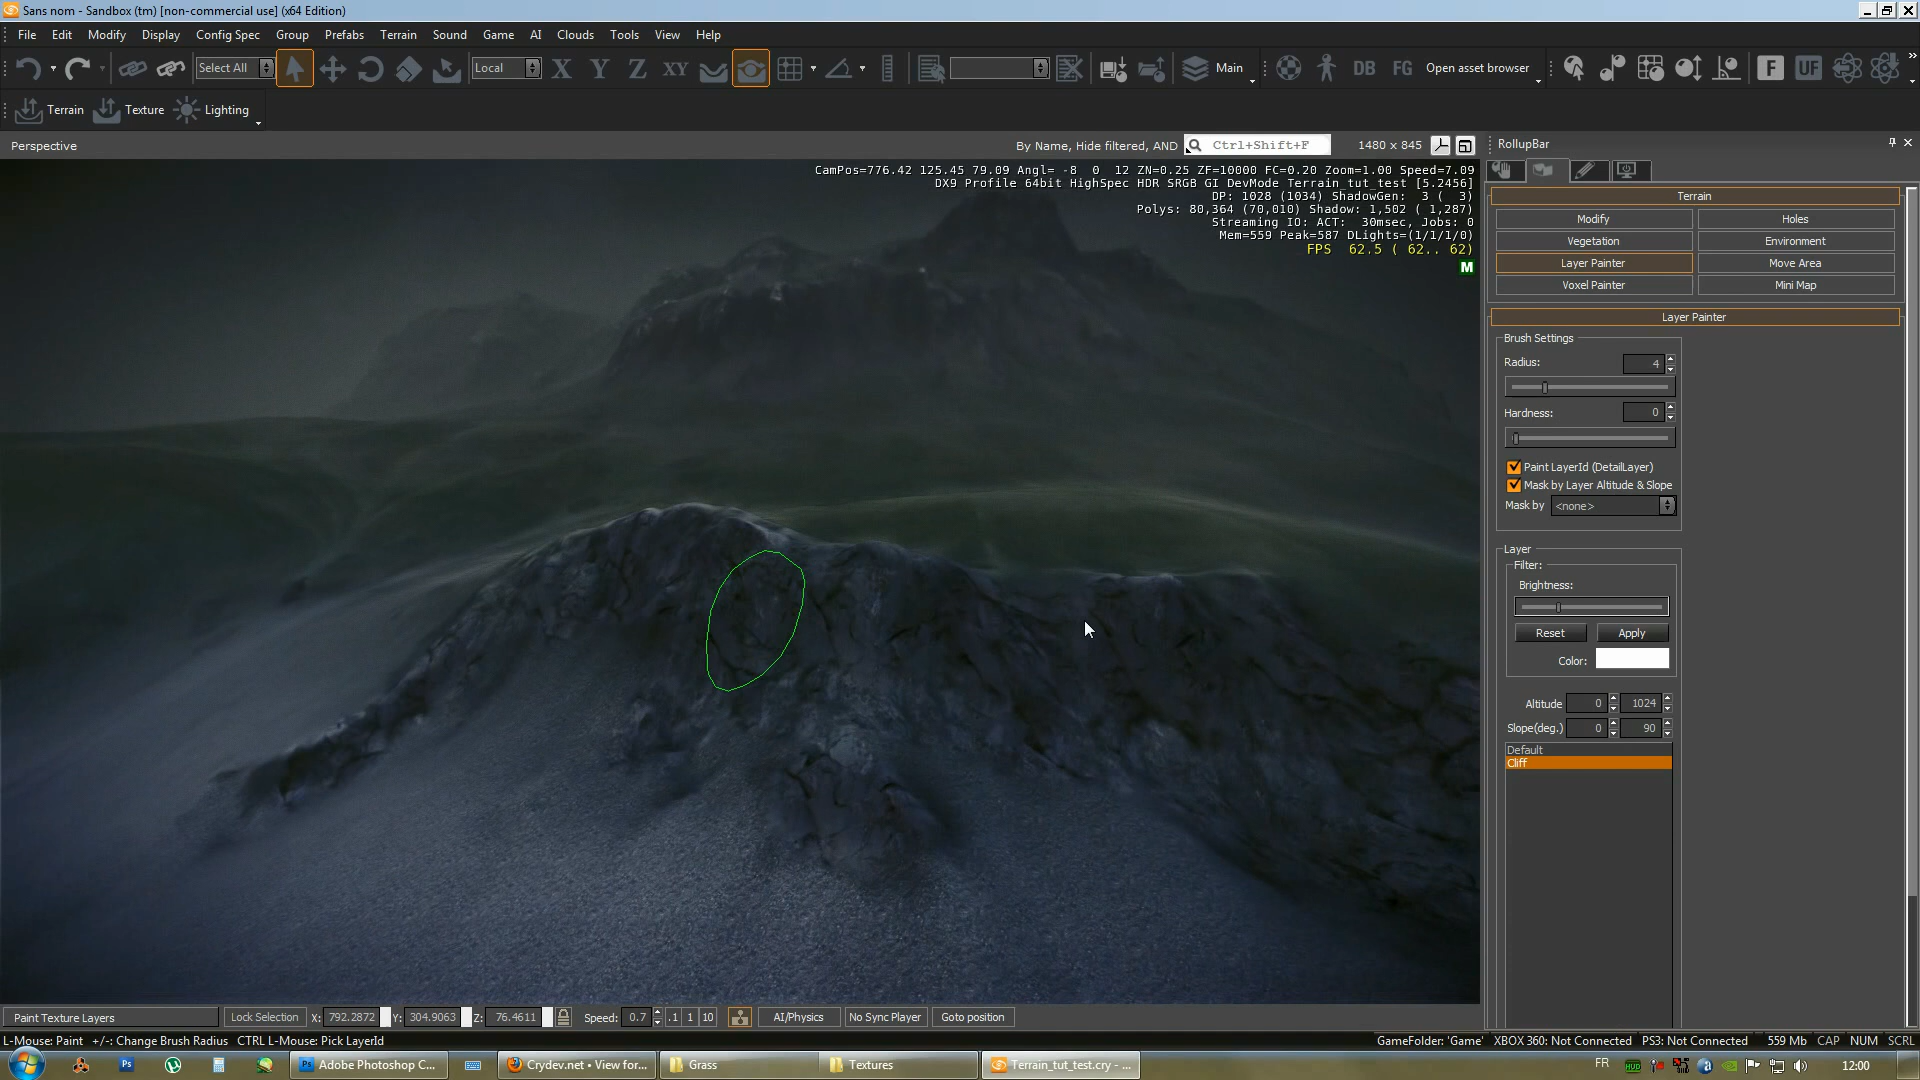 Sans nom - Sandbox (tm) [non-commercial use] (x64 Edition)
File Edit Modify Display Config Spec Group Prefabs Terrain Sound Game AI Clouds Tools View Help
Select All Local X Y Z XY Main DB FG Open asset browser F UF
Terrain Texture Lighting
Perspective By Name, Hide filtered, AND Ctrl+Shift+F 1480 x 845
RollupBar
CamPos=776.42 125.45 79.09 Angl= -8 0 12 ZN=0.25 ZF=10000 FC=0.20 Zoom=1.00 Speed=7.09
DX9 Profile 64bit HighSpec HDR SRGB GI DevMode Terrain_tut_test [5.2456]
DP: 1028 (1034) ShadowGen: 3 ( 3)
Polys: 80,364 (70,010) Shadow: 1,502 ( 1,287)
Streaming IO: ACT: 30msec, Jobs: 0
Mem=559 Peak=587 DLights=(1/1/1/0)
FPS 62.5 ( 62.. 62)
M
Terrain
Modify Holes
Vegetation Environment
Layer Painter Move Area
Voxel Painter Mini Map
Layer Painter
Brush Settings
Radius: 4
Hardness: 0
Paint LayerId (DetailLayer)
Mask by Layer Altitude & Slope
Mask by <none>
Layer
Filter:
Brightness:
Reset Apply
Color:
Altitude 0 1024
Slope(deg.) 0 90
Default
Cliff
Paint Texture Layers Lock Selection X: 792.2872 Y: 304.9063 Z: 76.4611 Speed: 0.7 .1 1 10 AI/Physics No Sync Player Goto position
L-Mouse: Paint +/-: Change Brush Radius CTRL L-Mouse: Pick LayerId
GameFolder: 'Game' XBOX 360: Not Connected PS3: Not Connected 559 Mb CAP NUM SCRL
Ps Ps Adobe Photoshop C... Crydev.net • View for... Grass Textures Terrain_tut_test.cry - ... FR 12:00